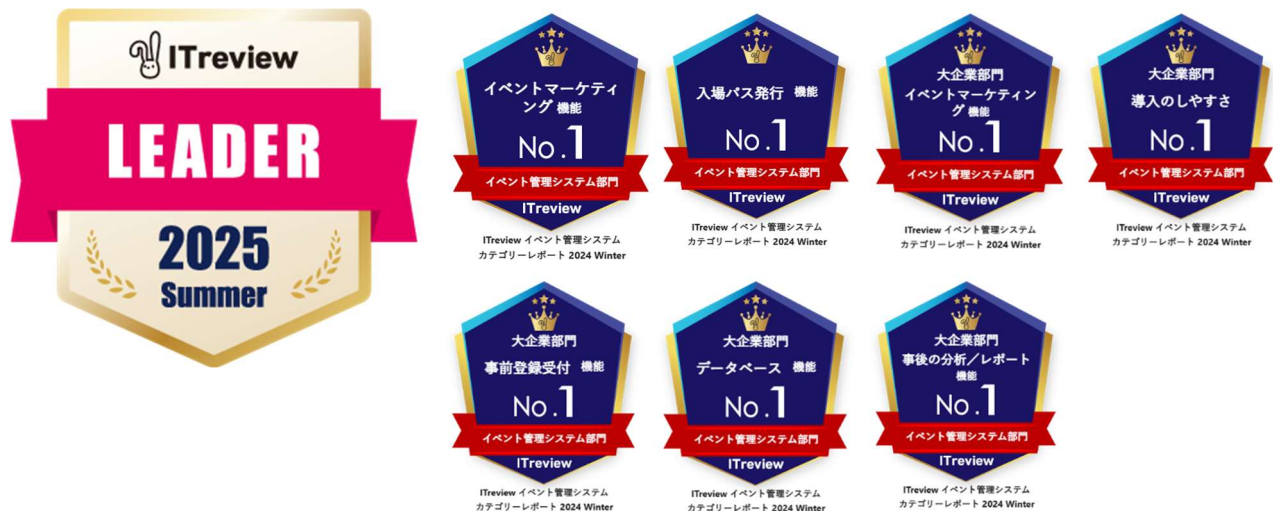 ITreview
LEADER
2025
Summer
イベントマーケティ
ング 機能
No.1
イベント管理システム部門
ITreview
ITreview イベント管理システム
カテゴリーレポート 2024 Winter
入場パス発行 機能
No.1
イベント管理システム部門
ITreview
ITreview イベント管理システム
カテゴリーレポート 2024 Winter
大企業部門
イベントマーケティン
グ 機能
No.1
イベント管理システム部門
ITreview
ITreview イベント管理システム
カテゴリーレポート 2024 Winter
大企業部門
導入のしやすさ
No.1
イベント管理システム部門
ITreview
ITreview イベント管理システム
カテゴリーレポート 2024 Winter
大企業部門
事前登録受付 機能
No.1
イベント管理システム部門
ITreview
ITreview イベント管理システム
カテゴリーレポート 2024 Winter
大企業部門
データベース 機能
No.1
イベント管理システム部門
ITreview
ITreview イベント管理システム
カテゴリーレポート 2024 Winter
大企業部門
事後の分析／レポート
機能
No.1
イベント管理システム部門
ITreview
ITreview イベント管理システム
カテゴリーレポート 2024 Winter